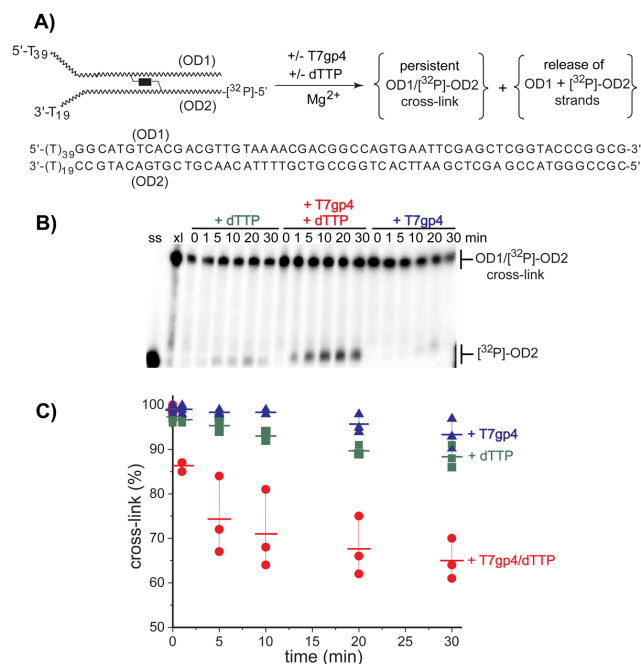 A)
5'-T39 (OD1) +/- T7gp4 persistent release of
+/- dTTP OD1/[32P]-OD2 + OD1 + [32P]-OD2
(OD2) -[32P]-5' Mg2+ cross-link strands
3'-T19
(OD1)
5'-(T)39GGCATGTCACGACGTTGTAAAACGACGGCCAGTGAATTCGAGCTCGGTACCCGGCG-3'
3'-(T)19CCGTACAGTGCTGCAACATTTTGCTGCCGGTCACTTAAGCTCGAGCCATGGGCCGC-5'
(OD2)
B)
+ T7gp4
+ dTTP + dTTP + T7gp4
ss xl 0 1 5 10 20 30 0 1 5 10 20 30 0 1 5 10 20 30 min
OD1/[32P]-OD2
cross-link
[32P]-OD2
C)
100
90
80
70
60
50
cross-link (%)
+ T7gp4
+ dTTP
+ T7gp4/dTTP
0 5 10 15 20 25 30
time (min)